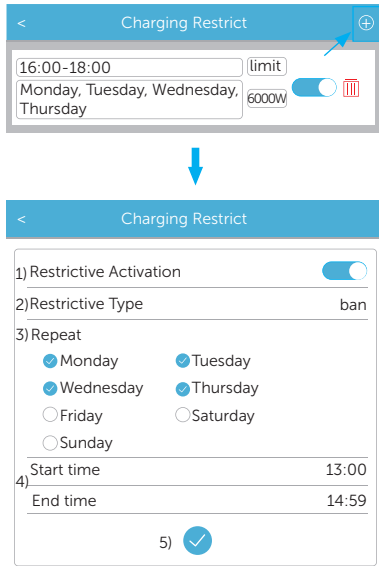 < Charging Restrict
16:00-18:00 limit
Monday, Tuesday, Wednesday,
Thursday 6000W
< Charging Restrict
1) Restrictive Activation
2) Restrictive Type ban
3) Repeat
Monday Tuesday
Wednesday Thursday
Friday Saturday
Sunday
4) Start time 13:00
End time 14:59
5)